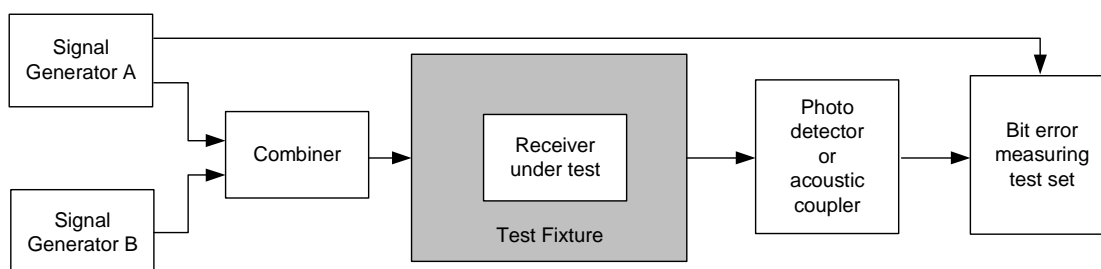 Signal
Generator A
Signal
Generator B
Combiner
Receiver
under test
Test Fixture
Photo
detector
or
acoustic
coupler
Bit error
measuring
test set